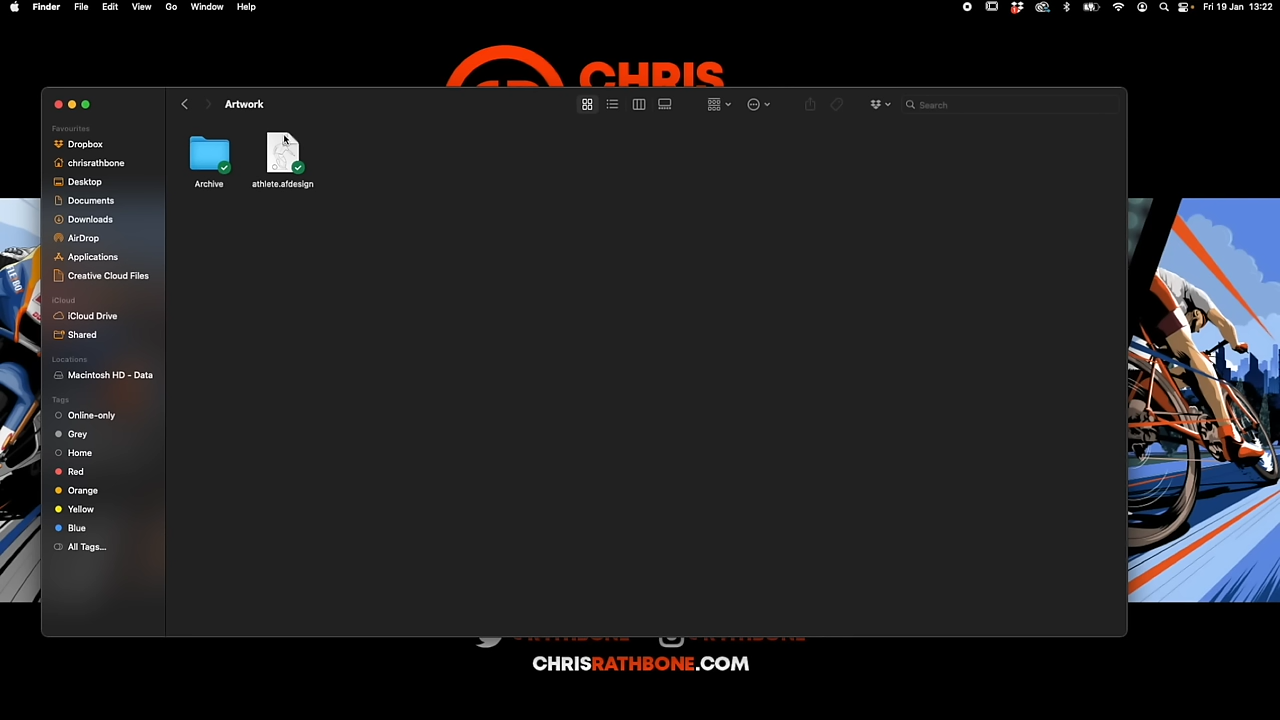 Finder File Edit View Go Window Help Fri 19 Jan 13:22
CHRIS
Artwork
Search
Favourites
Dropbox
chrisrathbone
Desktop
Documents
Downloads
AirDrop
Applications
Creative Cloud Files
iCloud
iCloud Drive
Shared
Locations
Macintosh HD - Data
Tags
Online-only
Grey
Home
Red
Orange
Yellow
Blue
All Tags...
Archive
athlete.afdesign
CHRISRATHBONE.COM